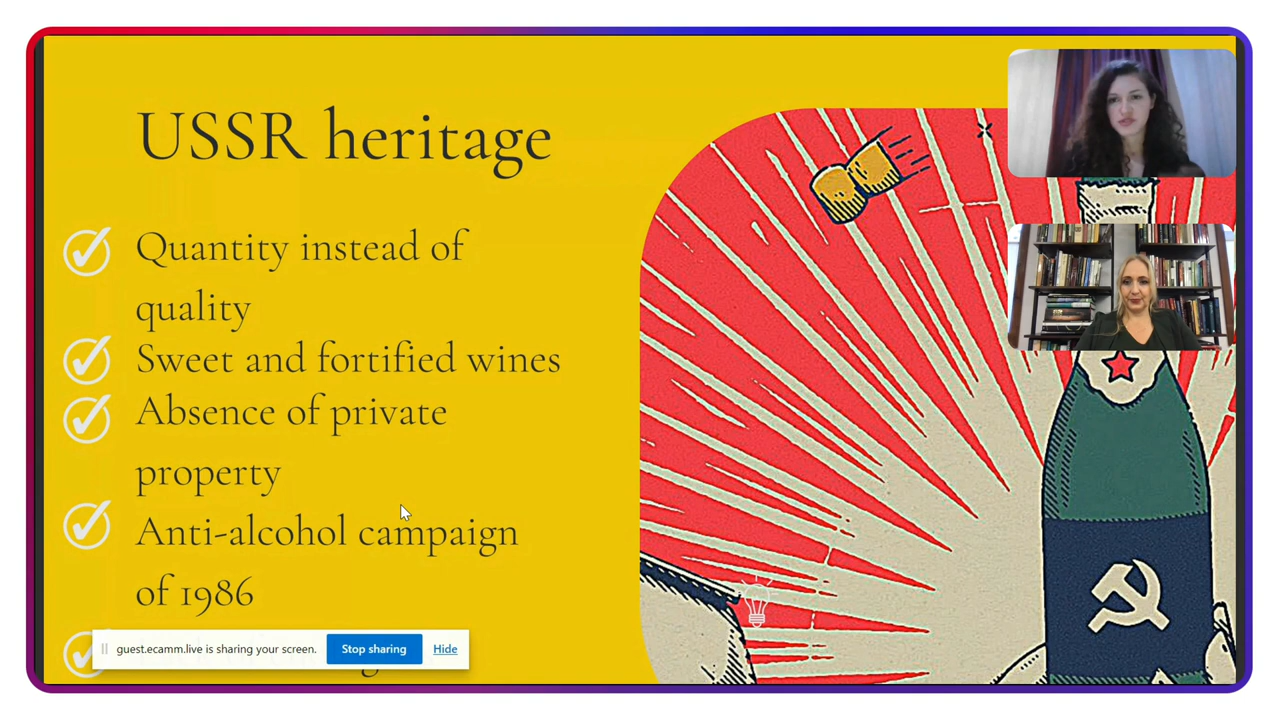 USSR heritage
Quantity instead of
quality
Sweet and fortified wines
Absence of private
property
Anti-alcohol campaign
of 1986
guest.ecamm.live is sharing your screen.
Stop sharing
Hide